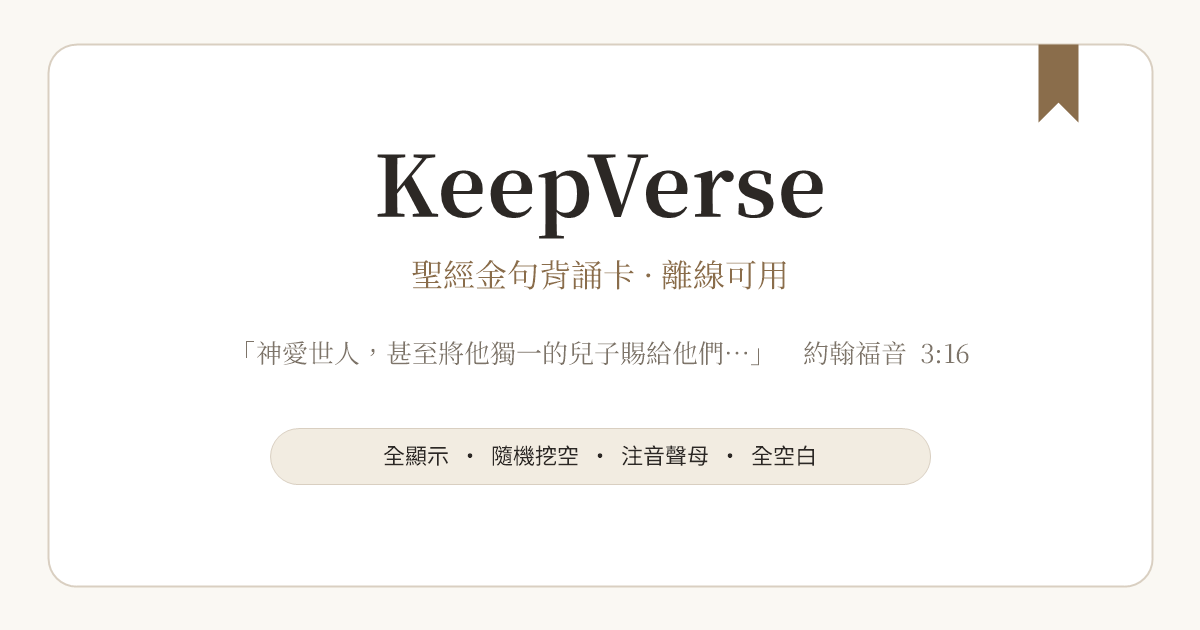 KeepVerse
聖經金句背誦卡 · 離線可用
「神愛世人，甚至將他獨一的兒子賜給他們⋯」 約翰福音 3:16
全顯示 • 隨機挖空 • 注音聲母 • 全空白